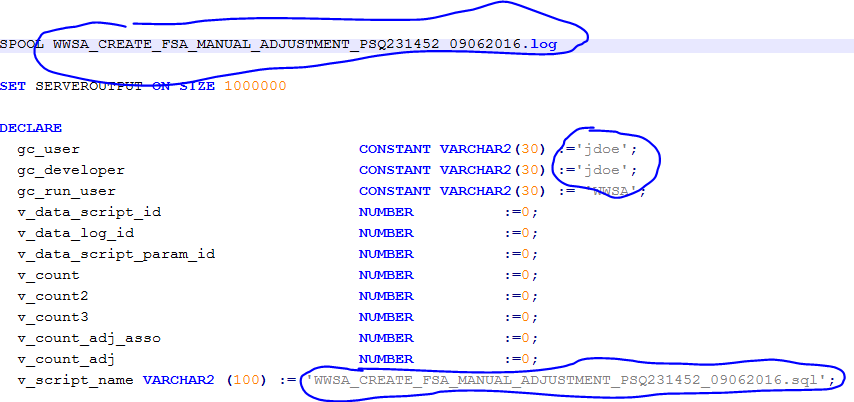 SPOOL WWSA_CREATE_FSA_MANUAL_ADJUSTMENT_PSQ231452_09062016.log
SET SERVEROUTPUT ON SIZE 1000000
DECLARE
gc_user CONSTANT VARCHAR2(30) :='jdoe';
gc_developer CONSTANT VARCHAR2(30) :='jdoe';
gc_run_user CONSTANT VARCHAR2(30) := 'WWSA';
v_data_script_id NUMBER :=0;
v_data_log_id NUMBER :=0;
v_data_script_param_id NUMBER :=0;
v_count NUMBER :=0;
v_count2 NUMBER :=0;
v_count3 NUMBER :=0;
v_count_adj_asso NUMBER :=0;
v_count_adj NUMBER :=0;
v_script_name VARCHAR2 (100) := 'WWSA_CREATE_FSA_MANUAL_ADJUSTMENT_PSQ231452_09062016.sql';